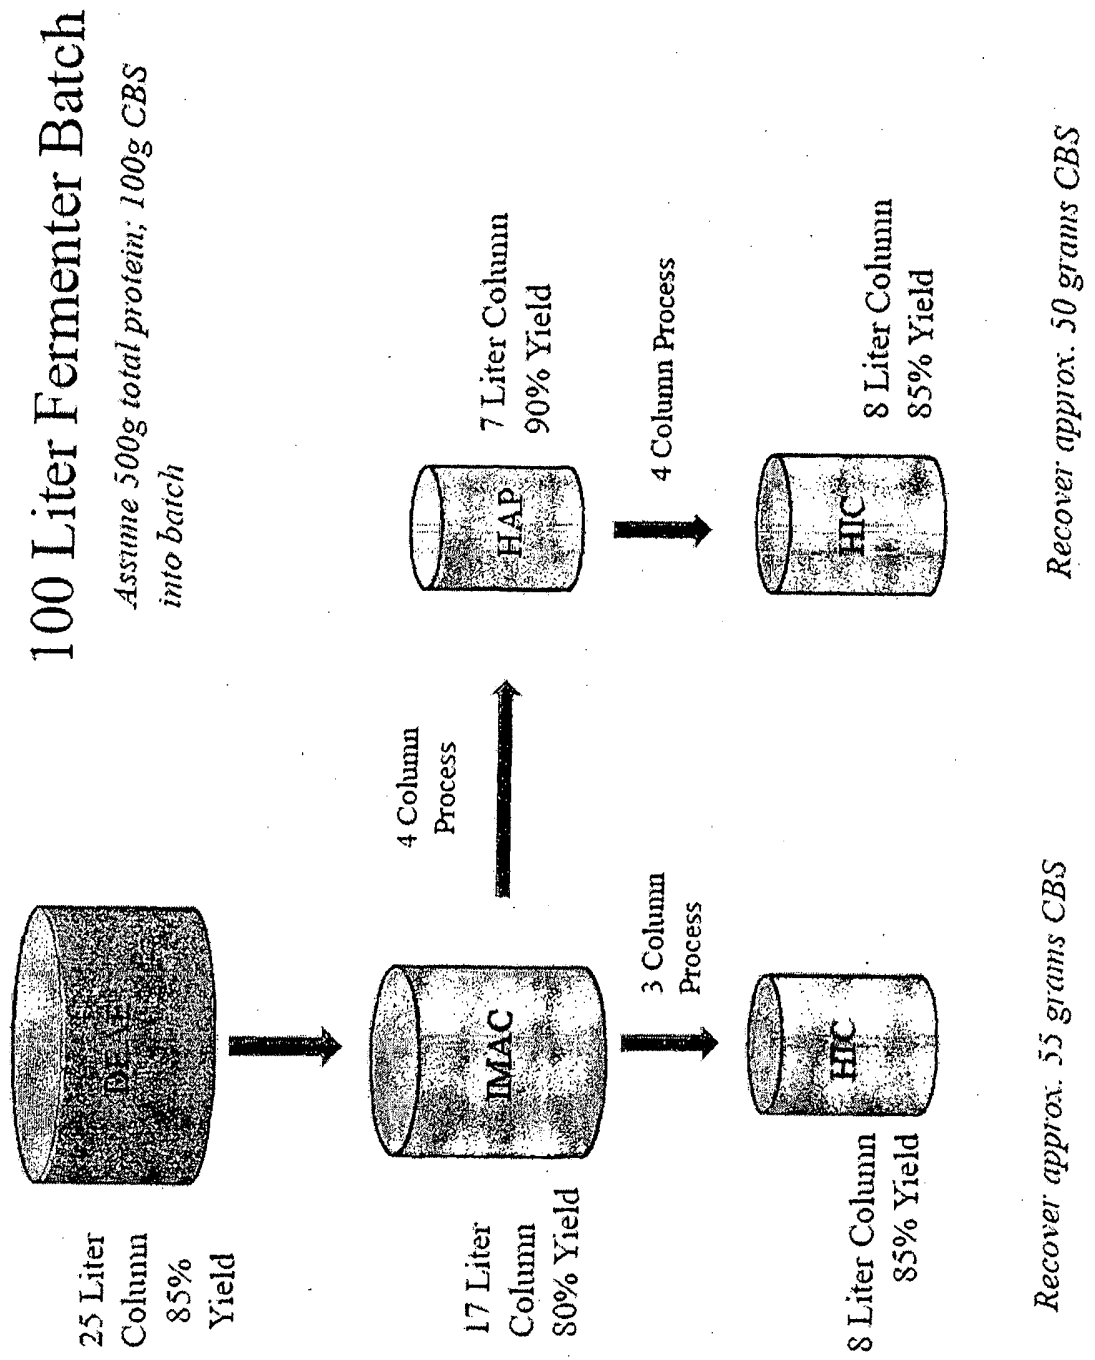 100 Liter Fermenter Batch
Assume 500g total protein; 100g CBS
into batch
25 Liter
Column
85%
Yield
DEAE
17 Liter
Column
80% Yield
IMAC
4 Column
Process
HAP
7 Liter Column
90% Yield
3 Column
Process
4 Column Process
8 Liter Column
85% Yield
HIC
HIC
8 Liter Column
85% Yield
Recover approx. 55 grams CBS
Recover approx. 50 grams CBS